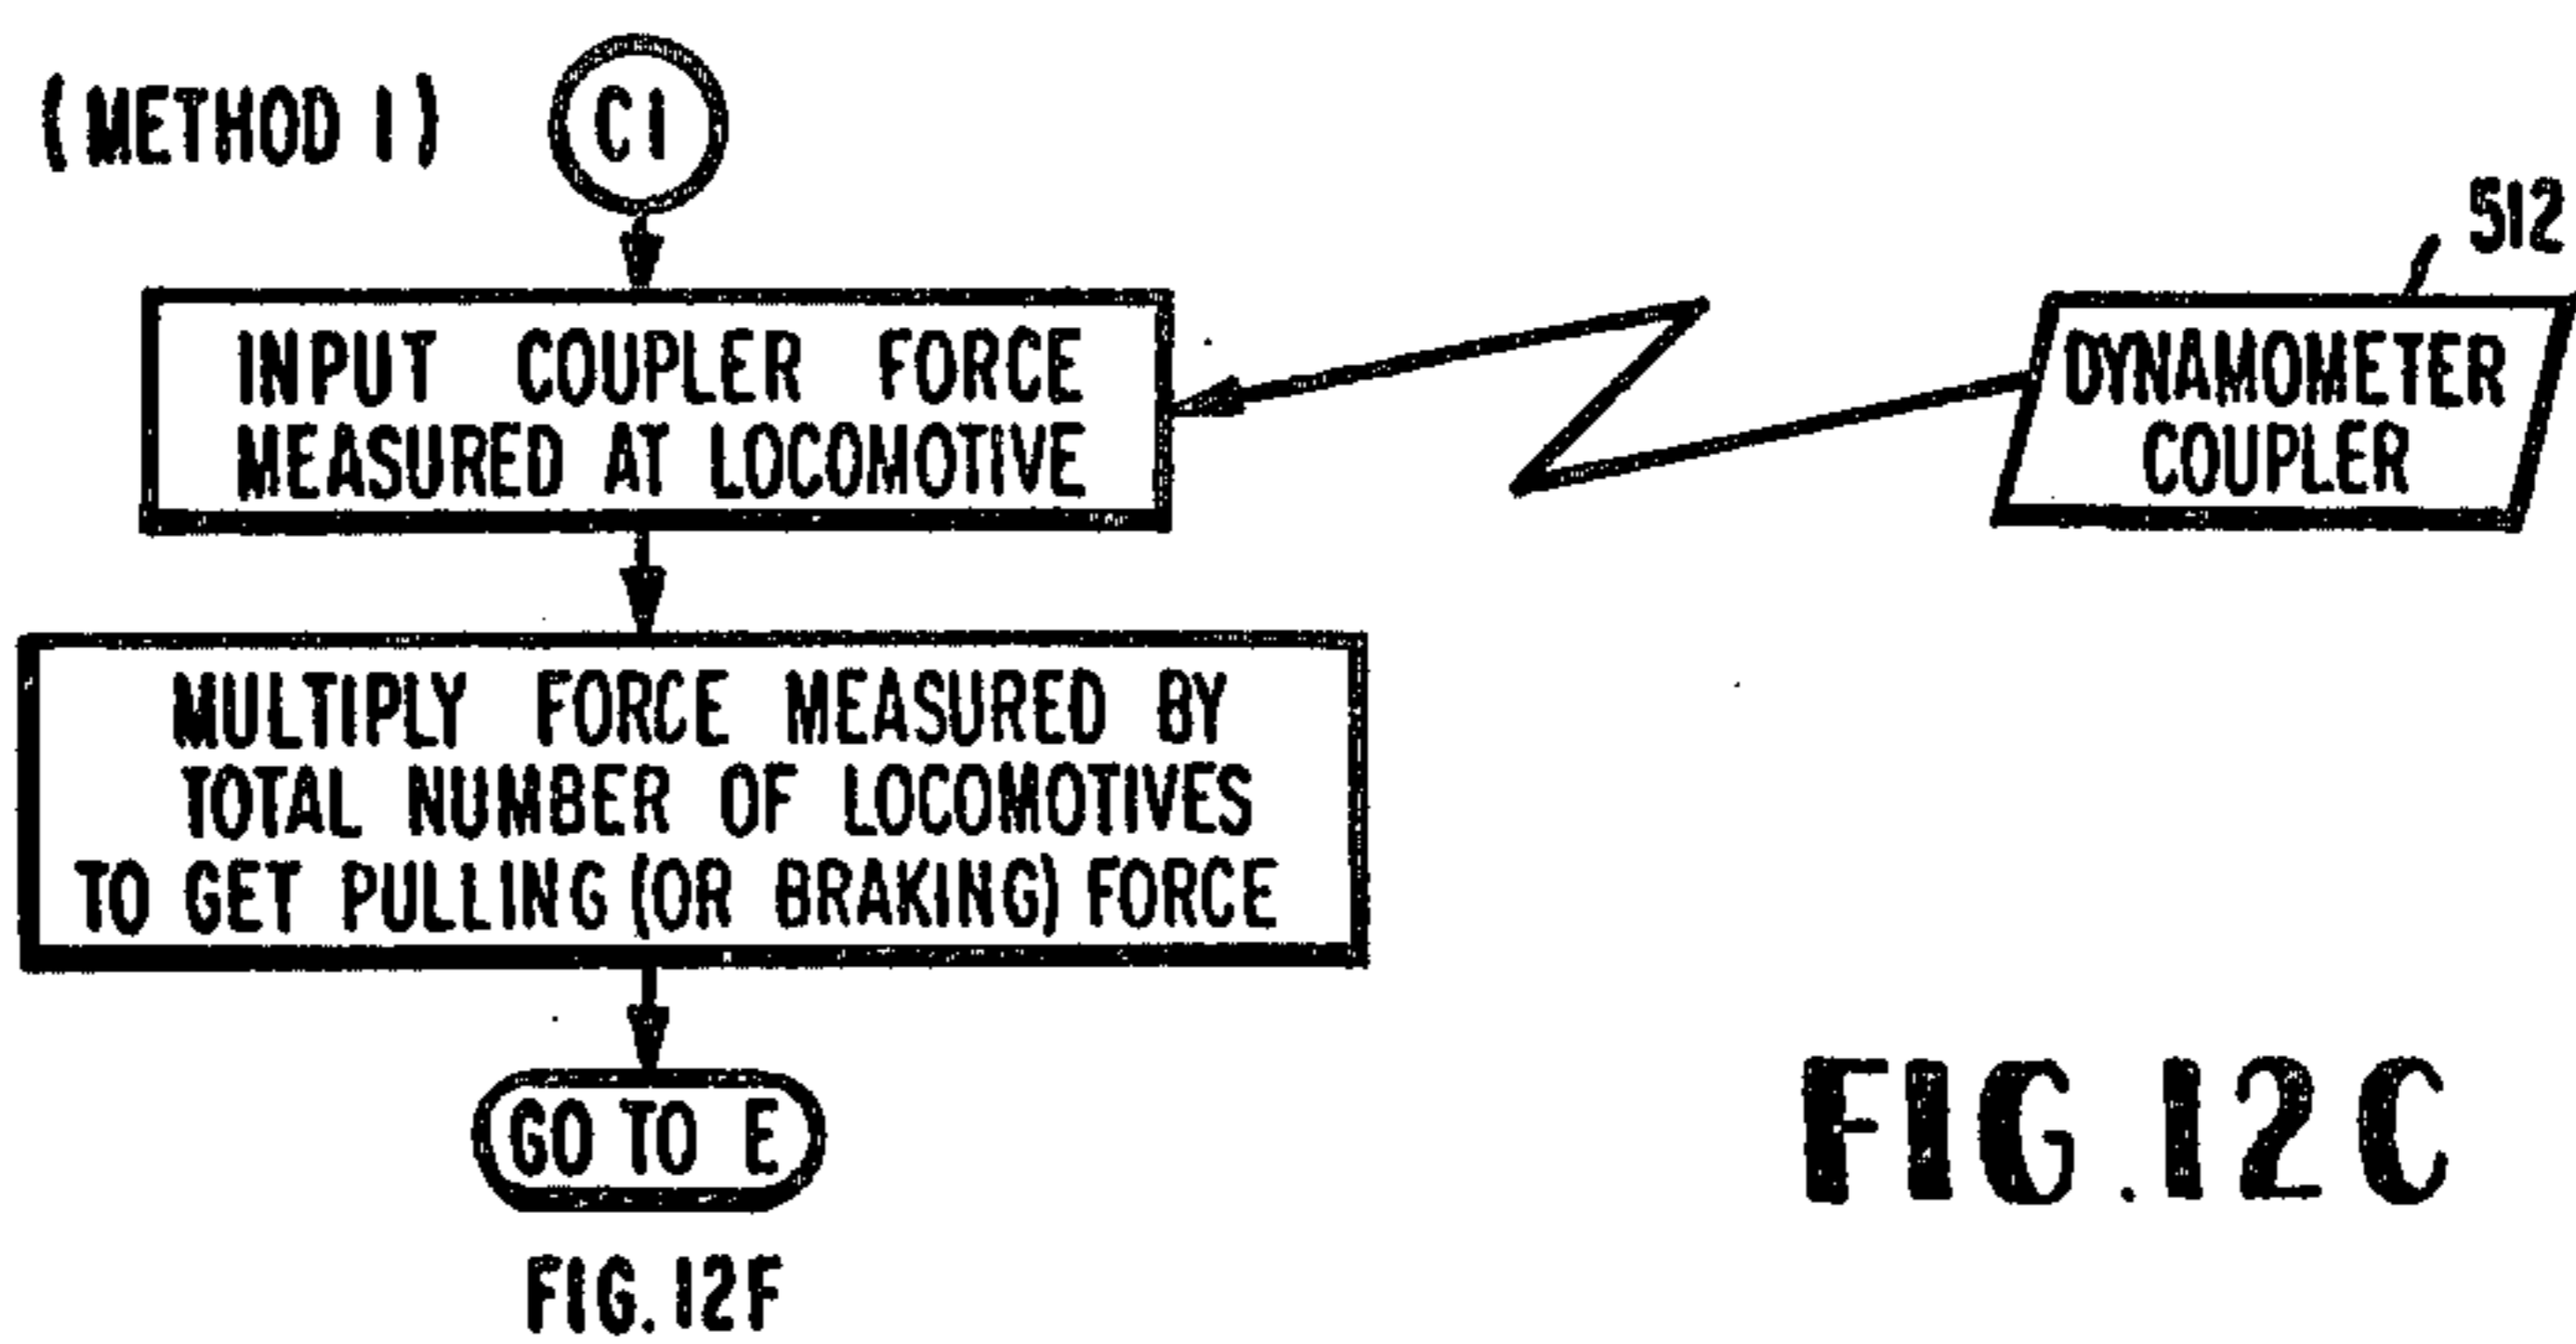 (METHOD 1)
C1
512
INPUT COUPLER FORCE
MEASURED AT LOCOMOTIVE
DYNAMOMETER
COUPLER
MULTIPLY FORCE MEASURED BY
TOTAL NUMBER OF LOCOMOTIVES
TO GET PULLING (OR BRAKING) FORCE
GO TO E
FIG. 12F
FIG. 12C